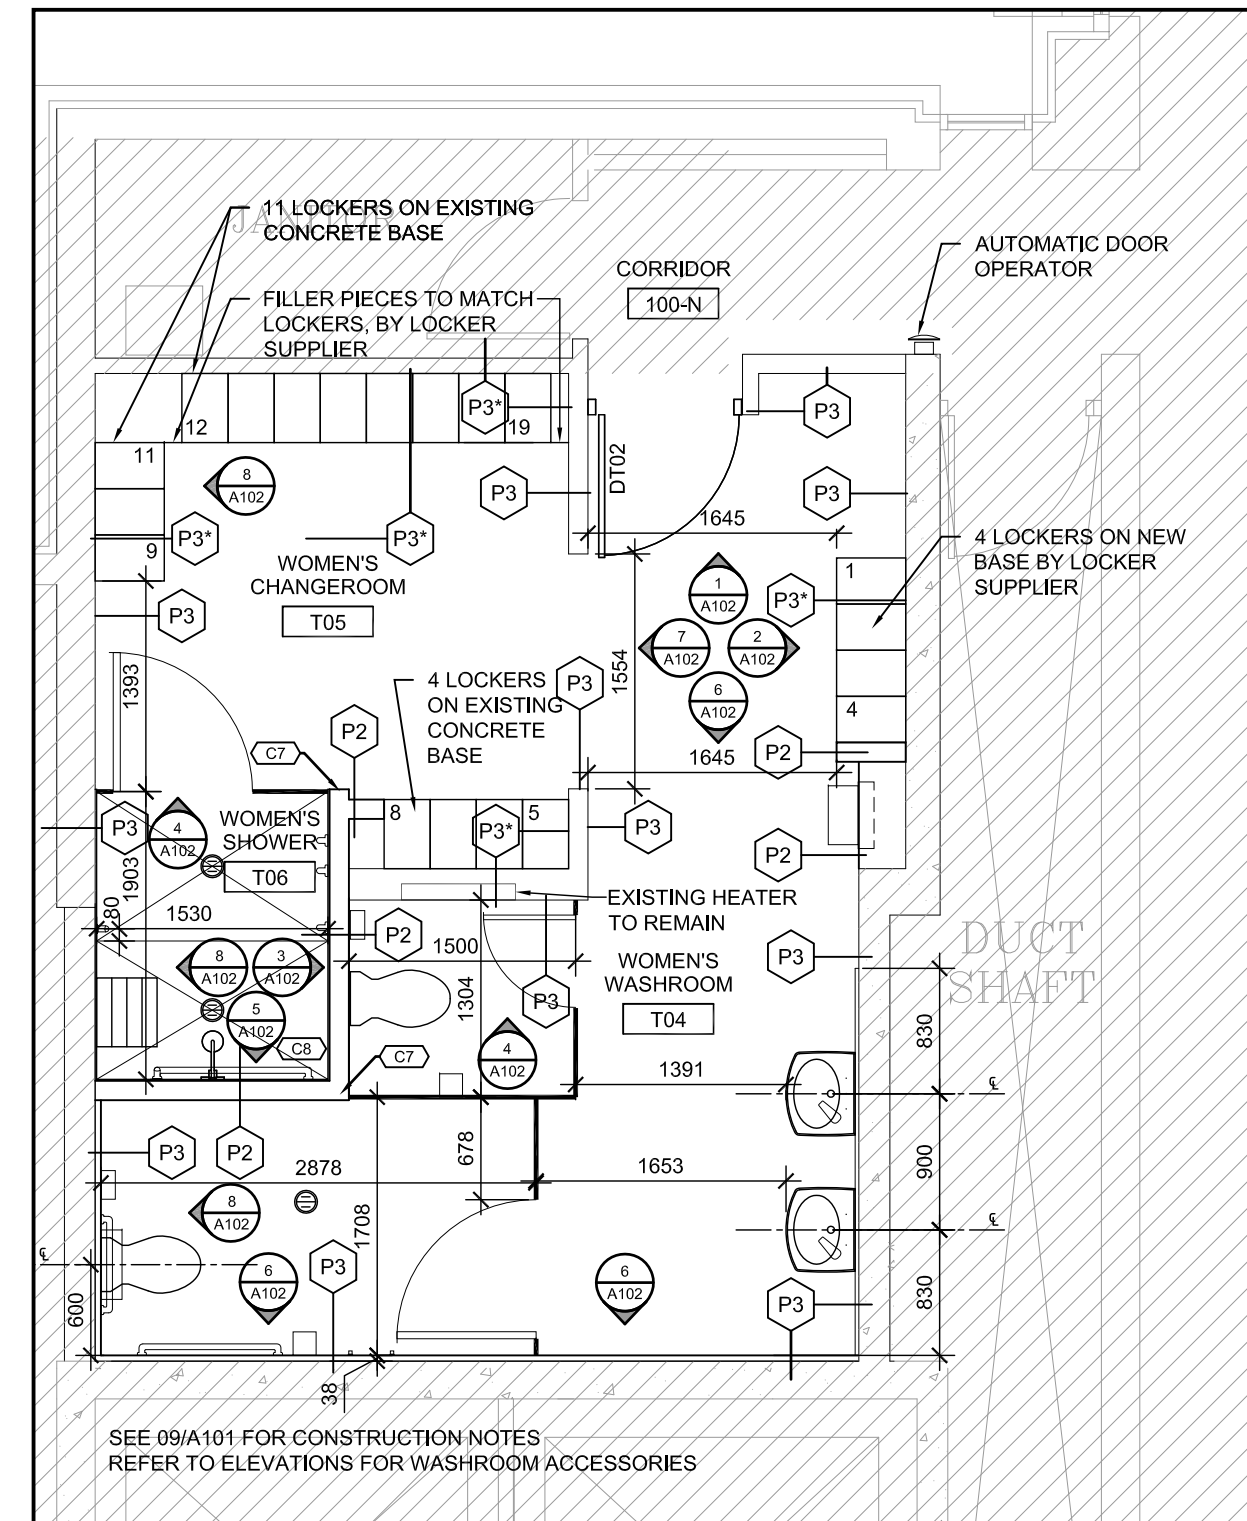 JANITOR
11 LOCKERS ON EXISTING
CONCRETE BASE
FILLER PIECES TO MATCH
LOCKERS, BY LOCKER
SUPPLIER
CORRIDOR
100-N
AUTOMATIC DOOR
OPERATOR
12
19
P3*
P3
11
8
A102
P3
DT02
P3
1645
P3*
9
P3*
WOMEN'S
CHANGEROOM
T05
4 LOCKERS ON NEW
BASE BY LOCKER
SUPPLIER
1
1
A102
P3*
P3
7
A102
2
A102
6
A102
1554
1393
4 LOCKERS
ON EXISTING
CONCRETE
BASE
P3
4
P2
C7
1645
P2
8
5
P3*
P3
P2
P3
4
A102
WOMEN'S
SHOWER
T06
1903
80
1530
EXISTING HEATER
TO REMAIN
P2
1500
WOMEN'S
WASHROOM
T04
P3
DUCT
SHAFT
8
A102
3
A102
5
A102
C8
1304
P3
4
A102
C7
830
1391
℄
P3
P2
678
900
2878
1653
8
A102
1708
℄
℄
P3
6
A102
6
A102
P3
600
830
38
SEE 09/A101 FOR CONSTRUCTION NOTES
REFER TO ELEVATIONS FOR WASHROOM ACCESSORIES